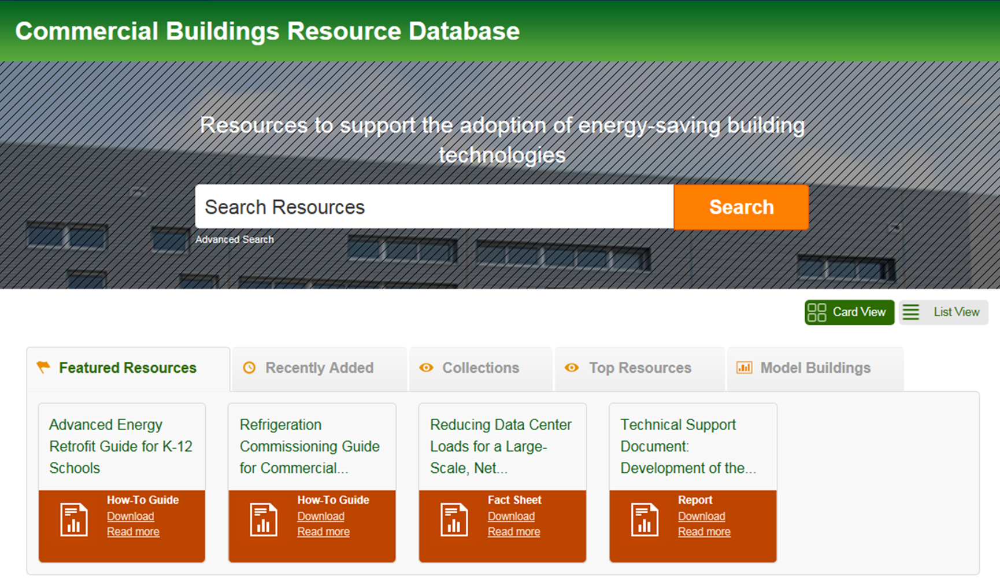 Commercial Buildings Resource Database
Resources to support the adoption of energy-saving building
technologies
Search Resources
Search
Advanced Search
Card View
List View
Featured Resources
Recently Added
Collections
Top Resources
Model Buildings
Advanced Energy
Retrofit Guide for K-12
Schools
How-To Guide
Download
Read more
Refrigeration
Commissioning Guide
for Commercial...
How-To Guide
Download
Read more
Reducing Data Center
Loads for a Large-
Scale, Net...
Fact Sheet
Download
Read more
Technical Support
Document:
Development of the...
Report
Download
Read more